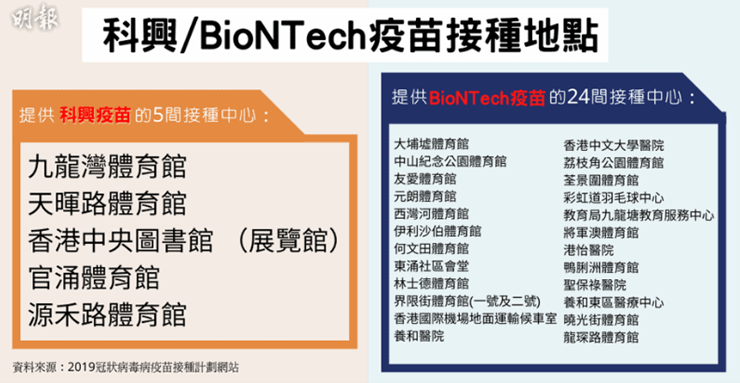 明報
科興/BioNTech疫苗接種地點
提供 科興疫苗 的5間接種中心：
九龍灣體育館
天暉路體育館
香港中央圖書館 （展覽館）
官涌體育館
源禾路體育館
資料來源：2019冠狀病毒病疫苗接種計劃網站
提供BioNTech疫苗 的24間接種中心：
大埔墟體育館
中山紀念公園體育館
友愛體育館
元朗體育館
西灣河體育館
伊利沙伯體育館
何文田體育館
東涌社區會堂
林士德體育館
界限街體育館(一號及二號)
香港國際機場地面運輸候車室
養和醫院
香港中文大學醫院
荔枝角公園體育館
荃景圍體育館
彩虹道羽毛球中心
教育局九龍塘教育服務中心
將軍澳體育館
港怡醫院
鴨脷洲體育館
聖保祿醫院
養和東區醫療中心
曉光街體育館
龍琛路體育館